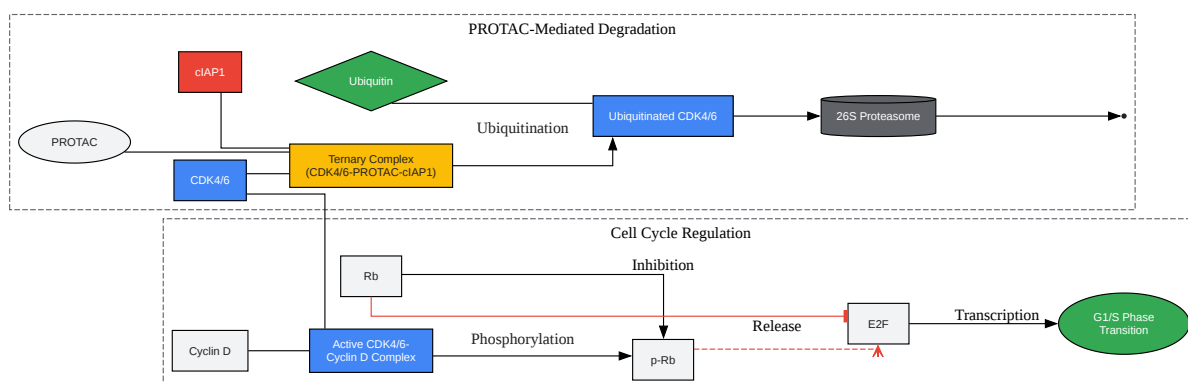 PROTAC-Mediated Degradation
cIAP1
Ubiquitin
Ubiquitinated CDK4/6
26S Proteasome
Ubiquitination
PROTAC
Ternary Complex
(CDK4/6-PROTAC-cIAP1)
CDK4/6
Cell Cycle Regulation
Rb
Inhibition
E2F
Transcription
G1/S Phase
Transition
Release
Cyclin D
Active CDK4/6-
Cyclin D Complex
Phosphorylation
p-Rb